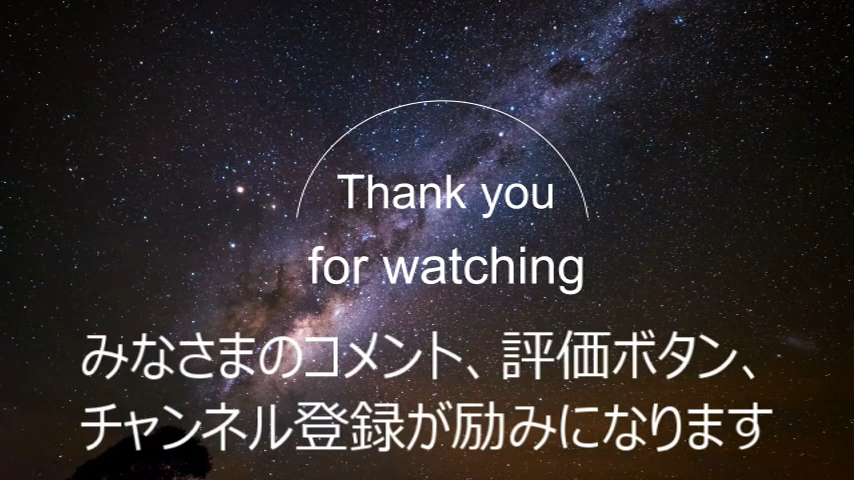 Thank you
for watching
みなさまのコメント、評価ボタン、
チャンネル登録が励みになります